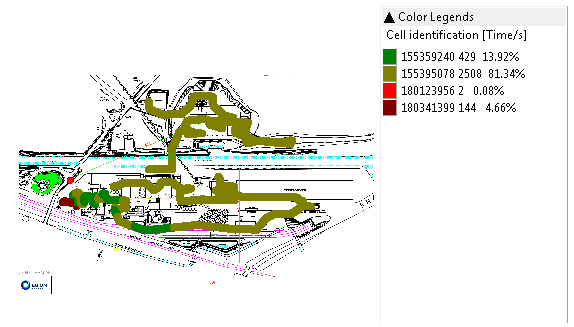 ▲ Color Legends
Cell identification [Time/s]
155359240 429 13.92%
155395078 2508 81.34%
180123956 2 0.08%
180341399 144 4.66%